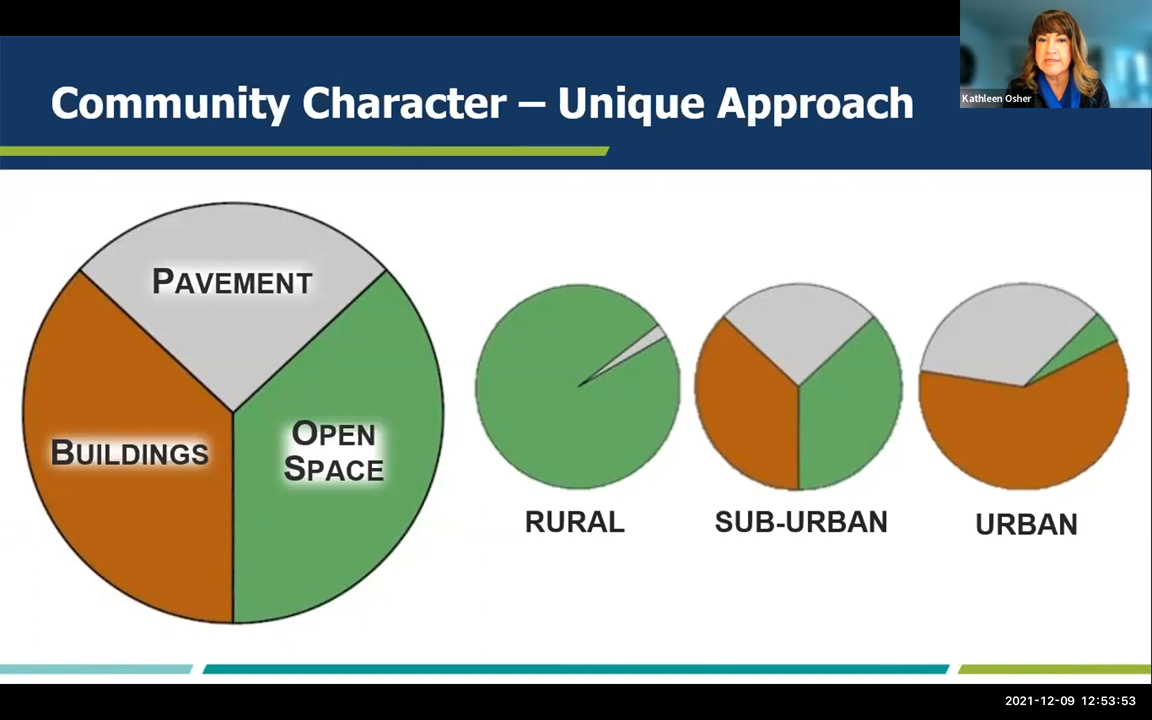 Community Character – Unique Approach
Kathleen Osher
PAVEMENT
BUILDINGS
OPEN
SPACE
RURAL
SUB-URBAN
URBAN
2021-12-09 12:53:53